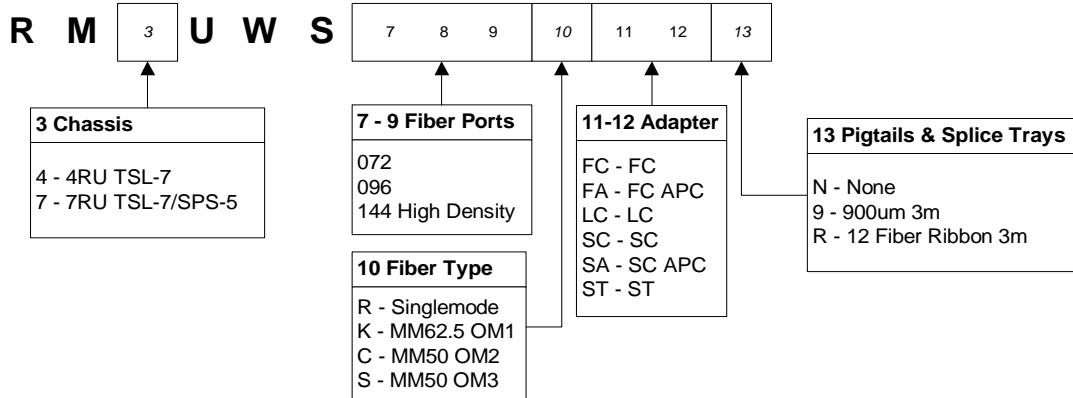 R M 3 U W S 7 8 9 10 11 12 13
3 Chassis
4 - 4RU TSL-7
7 - 7RU TSL-7/SPS-5
7 - 9 Fiber Ports
072
096
144 High Density
10 Fiber Type
R - Singlemode
K - MM62.5 OM1
C - MM50 OM2
S - MM50 OM3
11-12 Adapter
FC - FC
FA - FC APC
LC - LC
SC - SC
SA - SC APC
ST - ST
13 Pigtails & Splice Trays
N - None
9 - 900um 3m
R - 12 Fiber Ribbon 3m